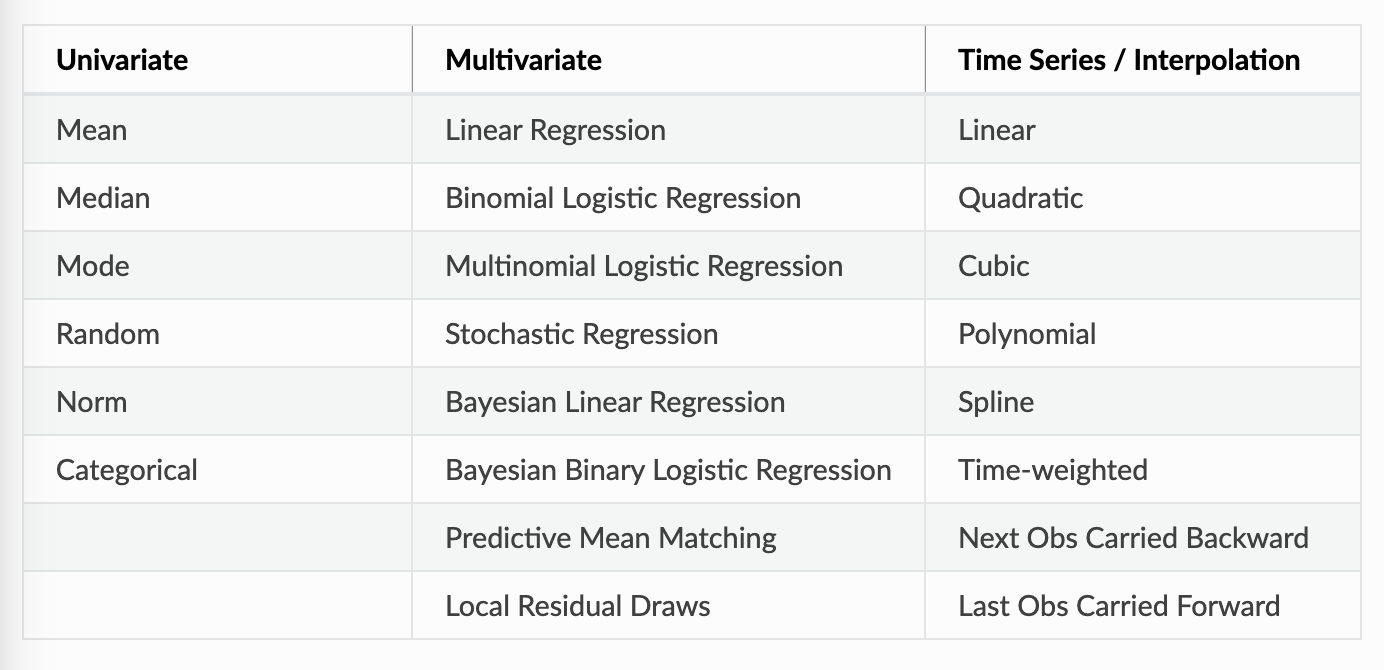 Univariate Multivariate Time Series / Interpolation
Mean Linear Regression Linear
Median Binomial Logistic Regression Quadratic
Mode Multinomial Logistic Regression Cubic
Random Stochastic Regression Polynomial
Norm Bayesian Linear Regression Spline
Categorical Bayesian Binary Logistic Regression Time-weighted
Predictive Mean Matching Next Obs Carried Backward
Local Residual Draws Last Obs Carried Forward